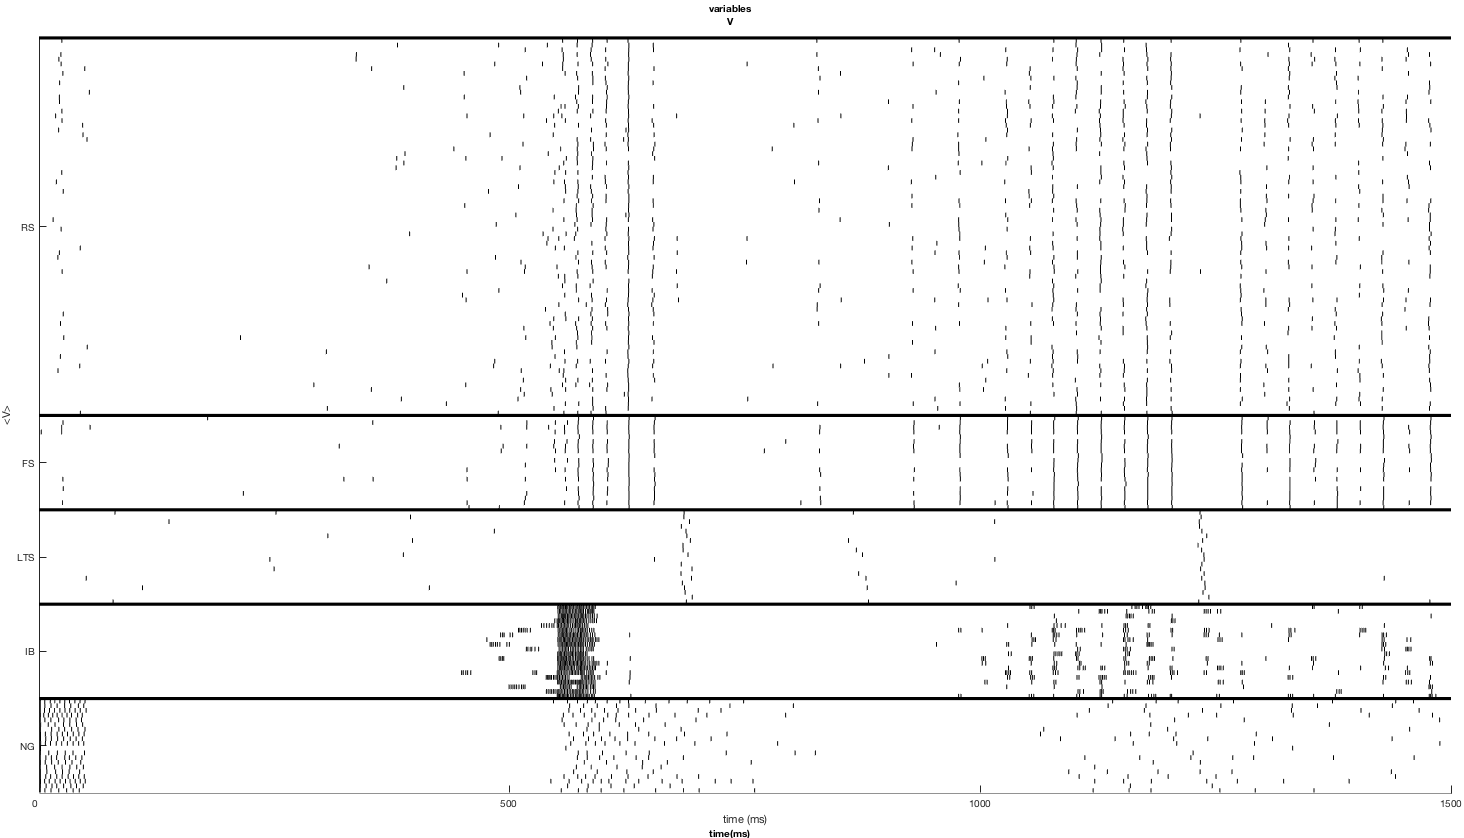 variables
V
RS
FS
<V>
LTS
IB
NG
0 500 1000 1500
time (ms)
time(ms)